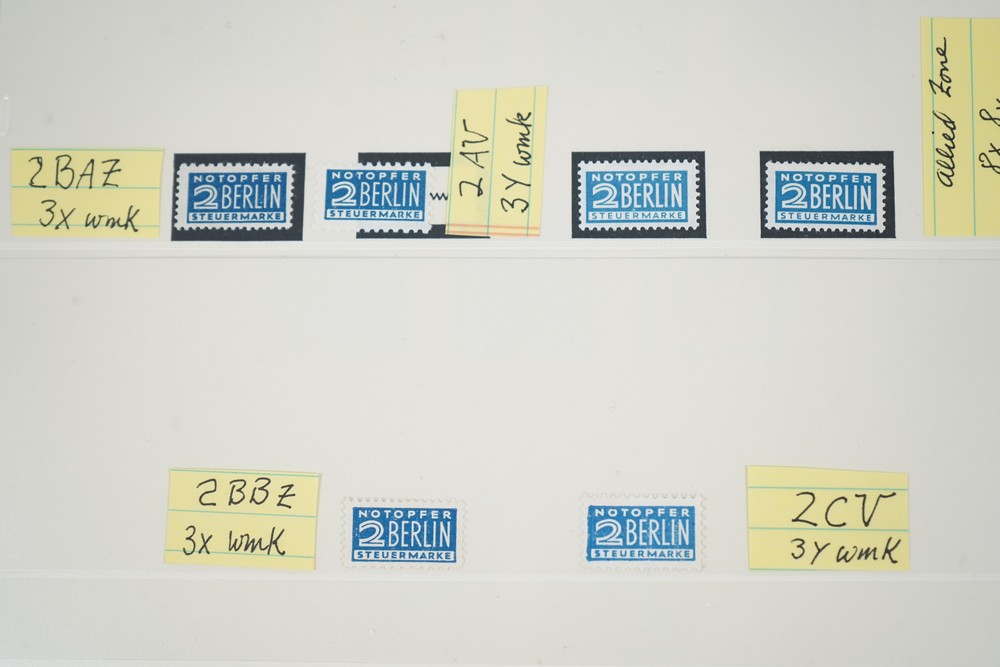 2BAZ
3X wmk
NOTOPFER
2 BERLIN
STEUERMARKE
NOTOPFER
2 BERLIN
STEUERMARKE
2AV
3Y wmk
NOTOPFER
2 BERLIN
STEUERMARKE
NOTOPFER
2 BERLIN
STEUERMARKE
allied Zone
8x 8y
2BBZ
3X wmk
NOTOPFER
2 BERLIN
STEUERMARKE
NOTOPFER
2 BERLIN
STEUERMARKE
2CV
3Y wmk